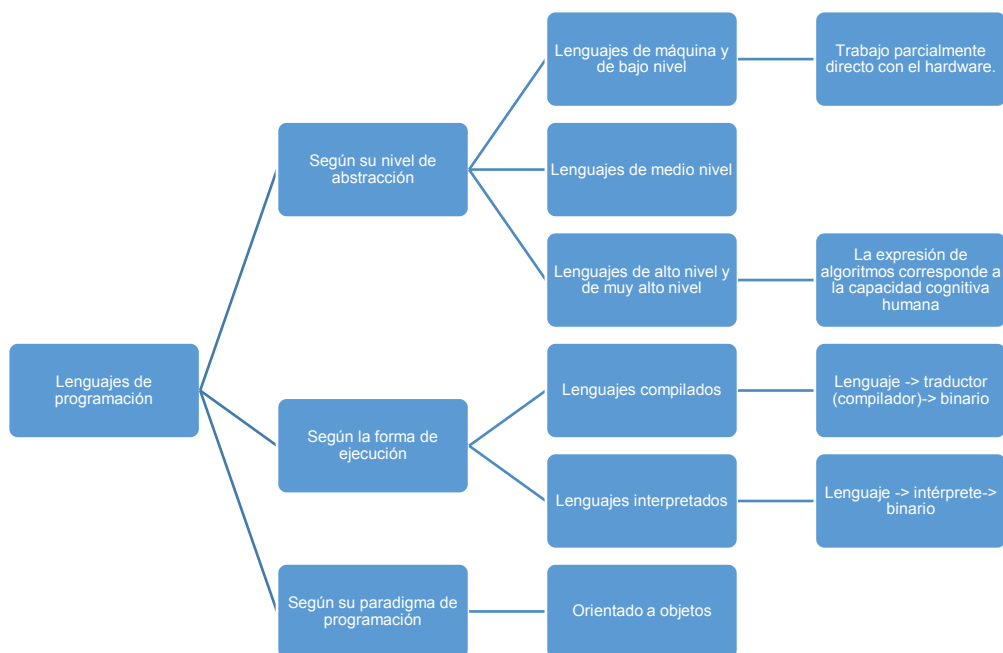 Lenguajes de
programación
Según su nivel de
abstracción
Lenguajes de máquina y
de bajo nivel
Trabajo parcialmente
directo con el hardware.
Lenguajes de medio nivel
Lenguajes de alto nivel y
de muy alto nivel
La expresión de
algoritmos corresponde a
la capacidad cognitiva
humana
Según la forma de
ejecución
Lenguajes compilados
Lenguaje -> traductor
(compilador)-> binario
Lenguajes interpretados
Lenguaje -> intérprete->
binario
Según su paradigma de
programación
Orientado a objetos